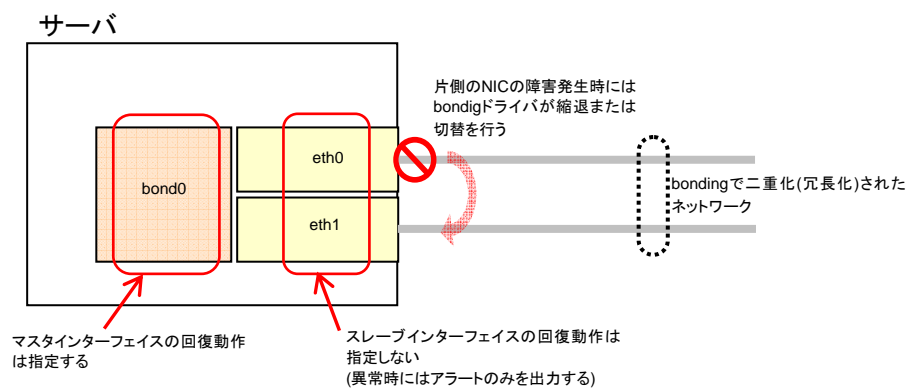 サーバ
片側のNICの障害発生時には
bondigドライバが縮退または
切替を行う
bond0
eth0
eth1
bondingで二重化(冗長化)された
ネットワーク
マスタインターフェイスの回復動作
は指定する
スレーブインターフェイスの回復動作は
指定しない
(異常時にはアラートのみを出力する)